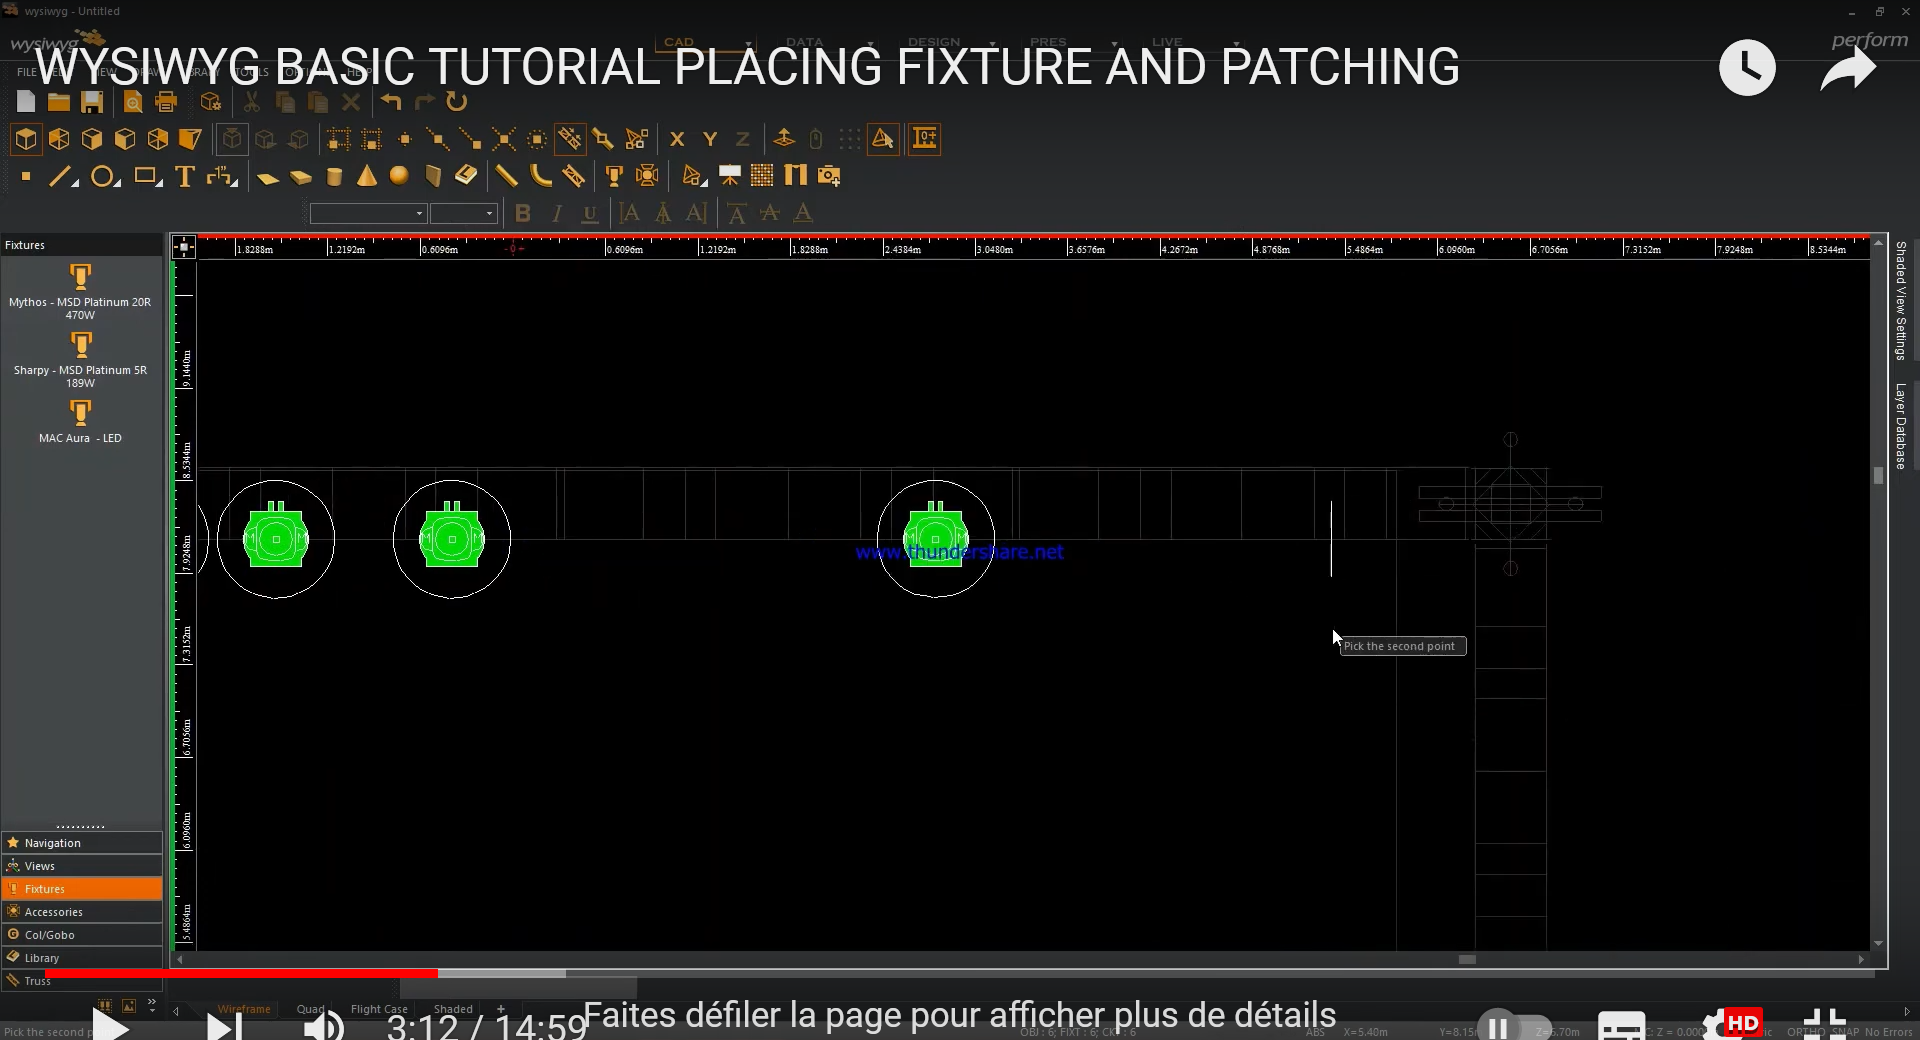 wysiwyg - Untitled
wysiwyg
CAD
DATA
DESIGN
PRES
LIVE
perform
WYSIWYG BASIC TUTORIAL PLACING FIXTURE AND PATCHING
FILE
X Y Z
T
B I U A A A A A A
Fixtures
1.8288m 1.2192m 0.6096m 0.6096m 1.2192m 1.8288m 2.4384m 3.0480m 3.6576m 4.2672m 4.8768m 5.4864m 6.0960m 6.7056m 7.3152m 7.9248m 8.5344m
Shaded View Settings
Layer Database
Mythos - MSD Platinum 20R
470W
Sharpy - MSD Platinum 5R
189W
MAC Aura - LED
9.1440m
8.5344m
7.9248m
7.3152m
6.7056m
6.0960m
5.4864m
M M
M M
M M
www.thundershare.net
Pick the second point
Navigation
Views
Fixtures
Accessories
Col/Gobo
Library
Truss
Wireframe Quad Flight Case Shaded +
Faites défiler la page pour afficher plus de détails
3:12 / 14:59
HD
Pick the second
OBJ : 6; FIXT : 6;
ABS
X=5.40m
Z=6.70m
ORTHO SNAP No Errors